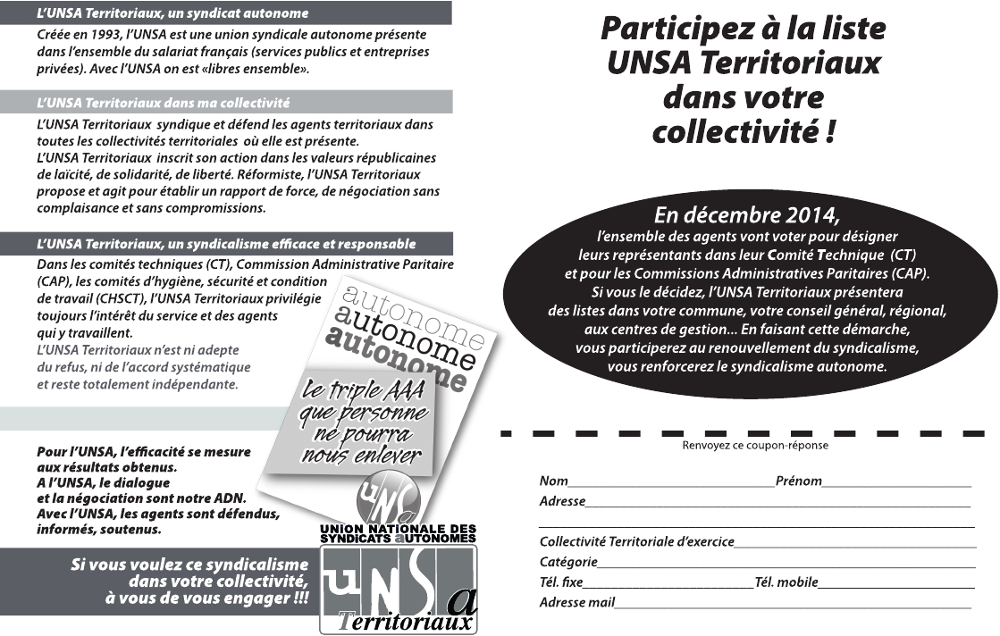 L'UNSA Territoriaux, un syndicat autonome
Créée en 1993, l'UNSA est une union syndicale autonome présente
dans l'ensemble du salariat français (services publics et entreprises
privées). Avec l'UNSA on est «libres ensemble».
L'UNSA Territoriaux dans ma collectivité
L'UNSA Territoriaux syndique et défend les agents territoriaux dans
toutes les collectivités territoriales où elle est présente.
L'UNSA Territoriaux inscrit son action dans les valeurs républicaines
de laïcité, de solidarité, de liberté. Réformiste, l'UNSA Territoriaux
propose et agit pour établir un rapport de force, de négociation sans
complaisance et sans compromissions.
L'UNSA Territoriaux, un syndicalisme efficace et responsable
Dans les comités techniques (CT), Commission Administrative Paritaire
(CAP), les comités d'hygiène, sécurité et condition
de travail (CHSCT), l'UNSA Territoriaux privilégie
toujours l'intérêt du service et des agents
qui y travaillent.
L'UNSA Territoriaux n'est ni adepte
du refus, ni de l'accord systématique
et reste totalement indépendante.
autonome
autonome
autonome
Le triple AAA
que personne
ne pourra
nous enlever
UNSa
Pour l'UNSA, l'efficacité se mesure
aux résultats obtenus.
A l'UNSA, le dialogue
et la négociation sont notre ADN.
Avec l'UNSA, les agents sont défendus,
informés, soutenus.
Si vous voulez ce syndicalisme
dans votre collectivité,
à vous de vous engager !!!
UNION NATIONALE DES
SYNDICATS aUTONOMES
uNSa
Territoriaux
Participez à la liste
UNSA Territoriaux
dans votre
collectivité !
En décembre 2014,
l'ensemble des agents vont voter pour désigner
leurs représentants dans leur Comité Technique (CT)
et pour les Commissions Administratives Paritaires (CAP).
Si vous le décidez, l'UNSA Territoriaux présentera
des listes dans votre commune, votre conseil général, régional,
aux centres de gestion... En faisant cette démarche,
vous participerez au renouvellement du syndicalisme,
vous renforcerez le syndicalisme autonome.
Renvoyez ce coupon-réponse
Nom Prénom
Adresse
Collectivité Territoriale d'exercice
Catégorie
Tél. fixe Tél. mobile
Adresse mail